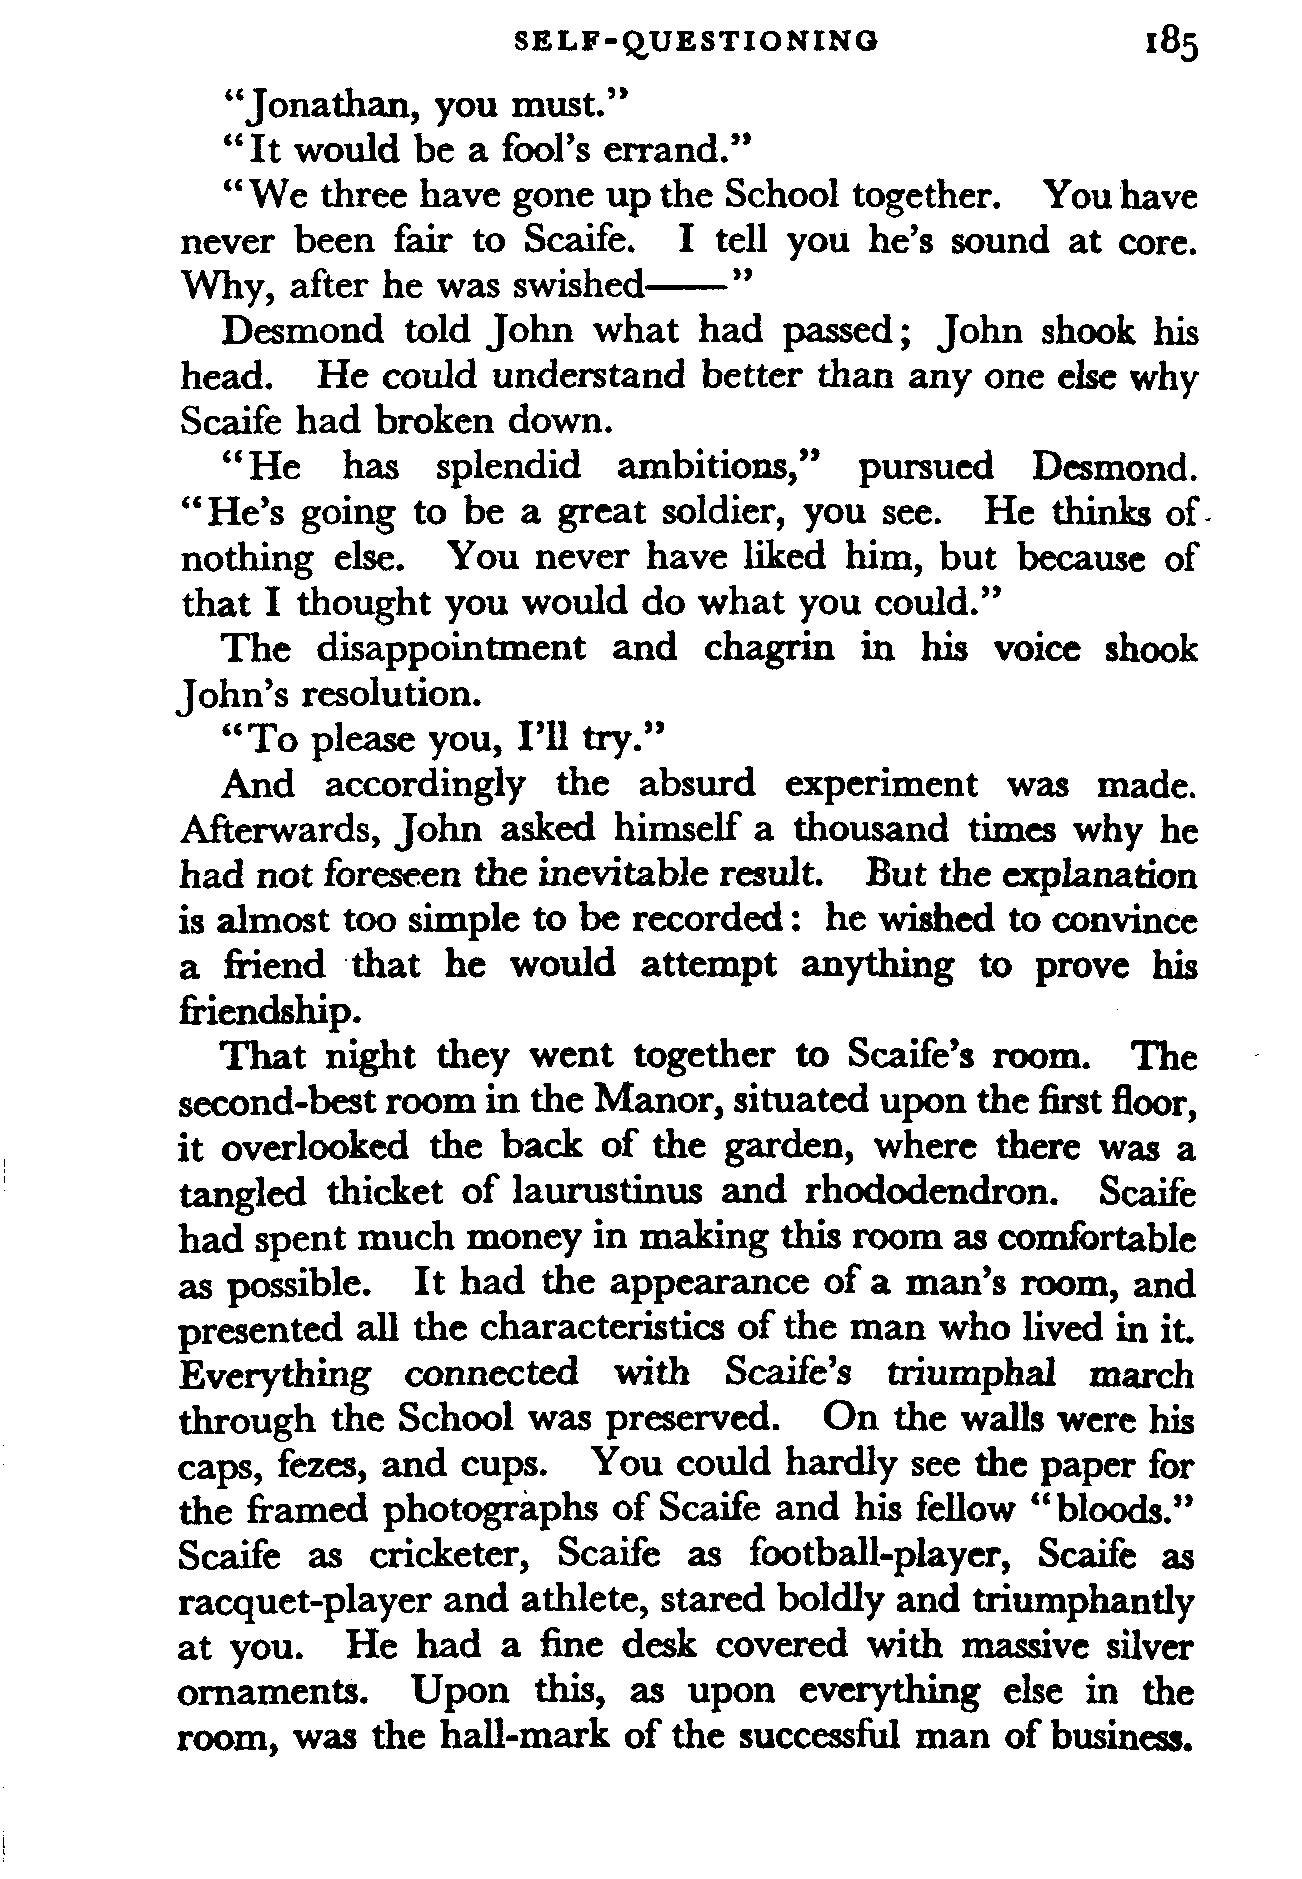 SELF-QUESTIONING 185
“Jonathan, you must.”
“It would be a fool’s errand.”
“We three have gone up the School together. You have
never been fair to Scaife. I tell you he’s sound at core.
Why, after he was swished——”
Desmond told John what had passed; John shook his
head. He could understand better than any one else why
Scaife had broken down.
“He has splendid ambitions,” pursued Desmond.
“He’s going to be a great soldier, you see. He thinks of
nothing else. You never have liked him, but because of
that I thought you would do what you could.”
The disappointment and chagrin in his voice shook
John’s resolution.
“To please you, I’ll try.”
And accordingly the absurd experiment was made.
Afterwards, John asked himself a thousand times why he
had not foreseen the inevitable result. But the explanation
is almost too simple to be recorded: he wished to convince
a friend that he would attempt anything to prove his
friendship.
That night they went together to Scaife’s room. The
second-best room in the Manor, situated upon the first floor,
it overlooked the back of the garden, where there was a
tangled thicket of laurustinus and rhododendron. Scaife
had spent much money in making this room as comfortable
as possible. It had the appearance of a man’s room, and
presented all the characteristics of the man who lived in it.
Everything connected with Scaife’s triumphal march
through the School was preserved. On the walls were his
caps, fezes, and cups. You could hardly see the paper for
the framed photographs of Scaife and his fellow “bloods.”
Scaife as cricketer, Scaife as football-player, Scaife as
racquet-player and athlete, stared boldly and triumphantly
at you. He had a fine desk covered with massive silver
ornaments. Upon this, as upon everything else in the
room, was the hall-mark of the successful man of business.